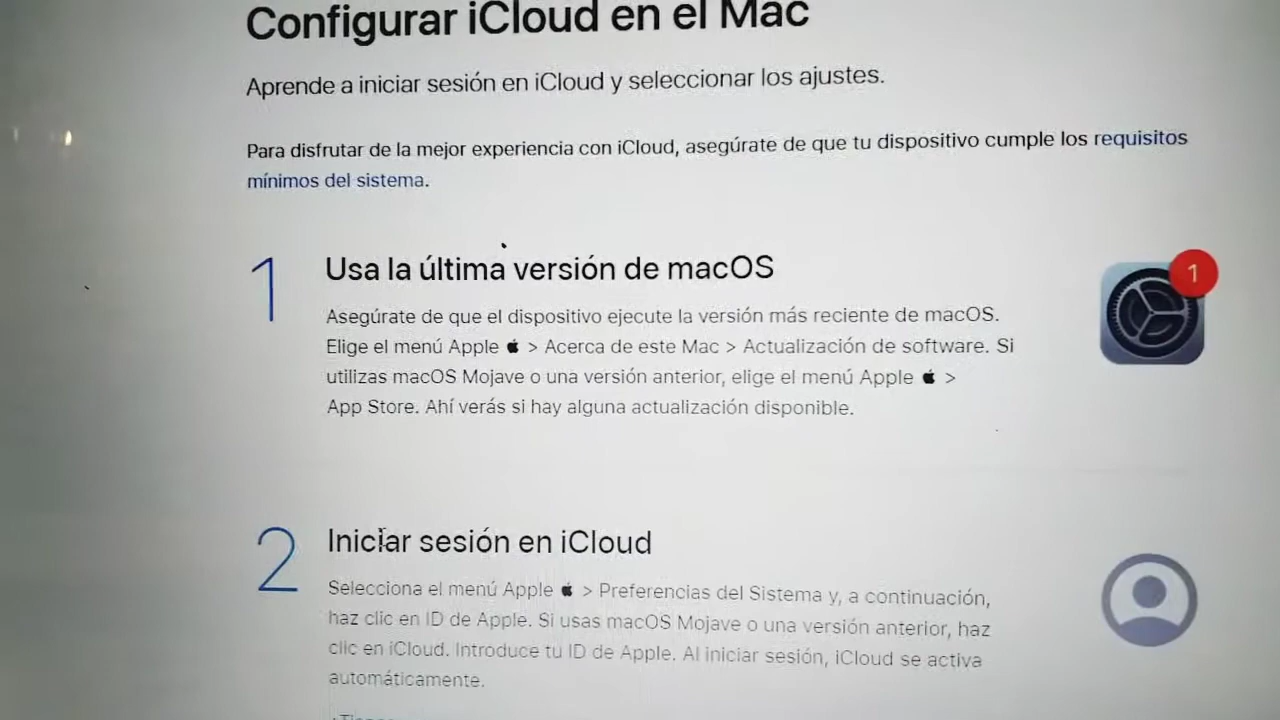 Configurar iCloud en el Mac
Aprende a iniciar sesión en iCloud y seleccionar los ajustes.
Para disfrutar de la mejor experiencia con iCloud, asegúrate de que tu dispositivo cumple los requisitos
mínimos del sistema.
1
Usa la última versión de macOS
1
Asegúrate de que el dispositivo ejecute la versión más reciente de macOS.
Elige el menú Apple > Acerca de este Mac > Actualización de software. Si
utilizas macOS Mojave o una versión anterior, elige el menú Apple >
App Store. Ahí verás si hay alguna actualización disponible.
2
Iniciar sesión en iCloud
Selecciona el menú Apple > Preferencias del Sistema y, a continuación,
haz clic en ID de Apple. Si usas macOS Mojave o una versión anterior, haz
clic en iCloud. Introduce tu ID de Apple. Al iniciar sesión, iCloud se activa
automáticamente.